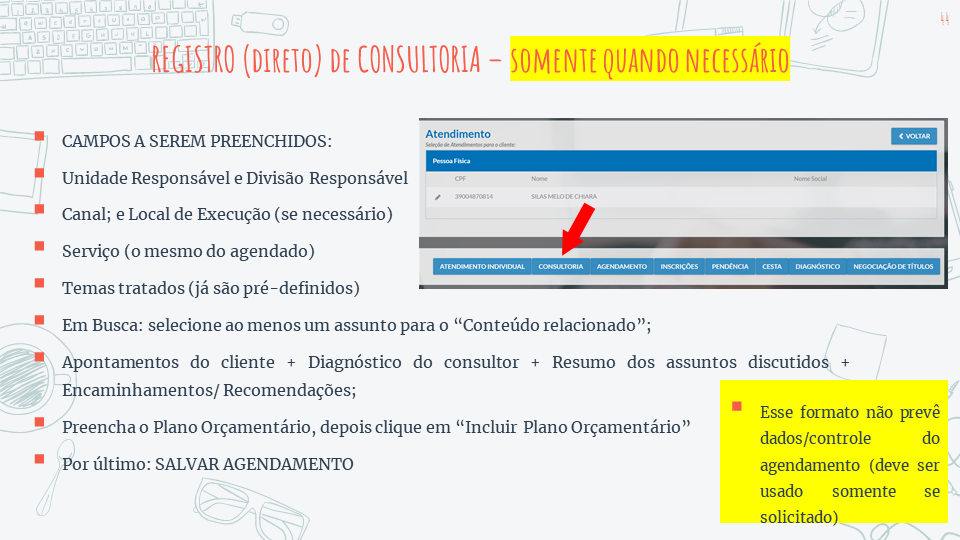 44
REGISTRO (DIRETO) DE CONSULTORIA – SOMENTE QUANDO NECESSÁRIO
CAMPOS A SEREM PREENCHIDOS:
Unidade Responsável e Divisão Responsável
Canal; e Local de Execução (se necessário)
Serviço (o mesmo do agendado)
Temas tratados (já são pré-definidos)
Em Busca: selecione ao menos um assunto para o “Conteúdo relacionado”;
Apontamentos do cliente + Diagnóstico do consultor + Resumo dos assuntos discutidos +
Encaminhamentos/ Recomendações;
Preencha o Plano Orçamentário, depois clique em “Incluir Plano Orçamentário”
Por último: SALVAR AGENDAMENTO
Atendimento
Seleção de Atendimentos para o cliente:
VOLTAR
Pessoa Física
CPF Nome Nome Social
39004870814 SILAS MELO DE CHIARA
ATENDIMENTO INDIVIDUAL CONSULTORIA AGENDAMENTO INSCRIÇÕES PENDÊNCIA CESTA DIAGNÓSTICO NEGOCIAÇÃO DE TÍTULOS
Esse formato não prevê
dados/controle do
agendamento (deve ser
usado somente se
solicitado)